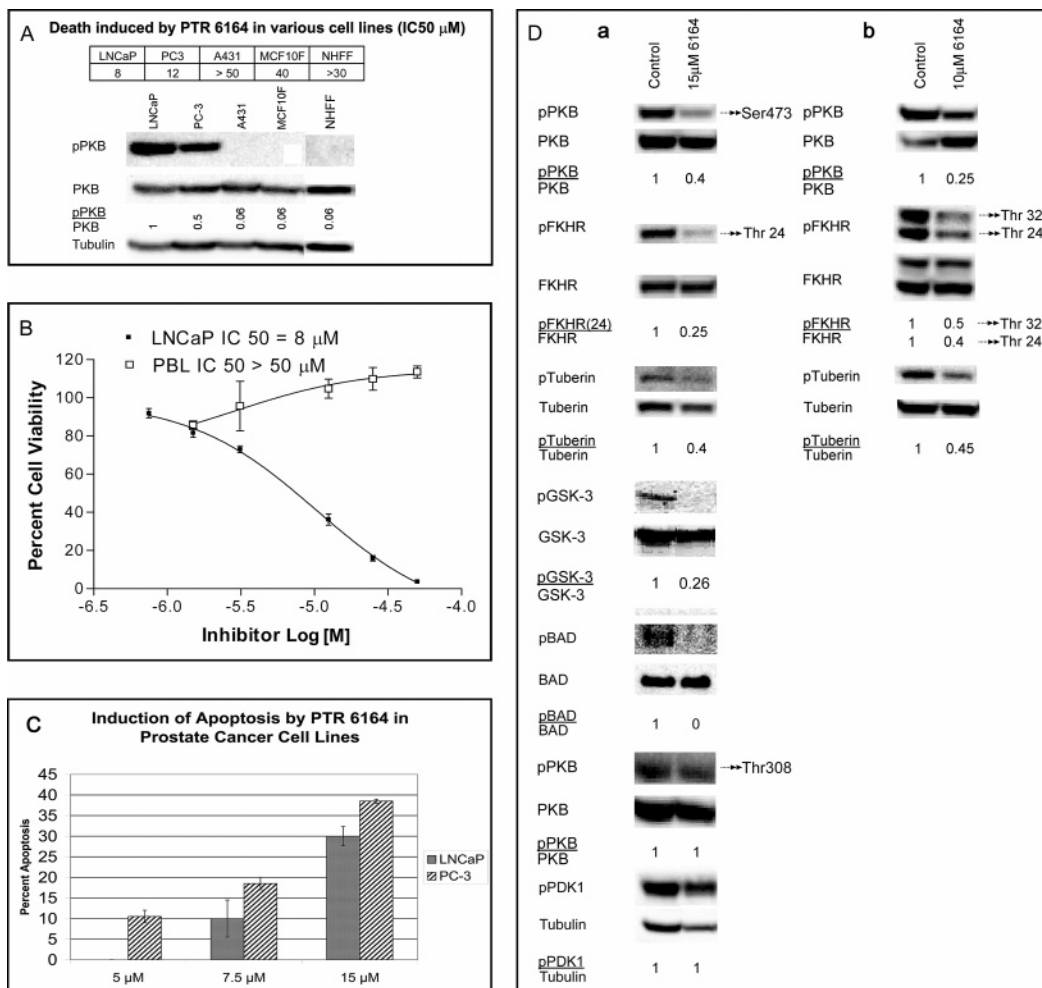 A
Death induced by PTR 6164 in various cell lines (IC50 μM)
LNCaP PC3 A431 MCF10F NHFF
8 12 > 50 40 >30
LNCaP PC-3 A431 MCF10F NHFF
pPKB
PKB
pPKB
PKB
1 0.5 0.06 0.06 0.06
Tubulin
B
LNCaP IC 50 = 8 μM
PBL IC 50 > 50 μM
Percent Cell Viability
120
100
80
60
40
20
0
-6.5 -6.0 -5.5 -5.0 -4.5 -4.0
Inhibitor Log [M]
C
Induction of Apoptosis by PTR 6164 in
Prostate Cancer Cell Lines
Percent Apoptosis
45
40
35
30
25
20
15
10
5
0
LNCaP
PC-3
5 μM 7.5 μM 15 μM
D
a
Control 15μM 6164
pPKB Ser473
PKB
pPKB
PKB
1 0.4
pFKHR Thr 24
FKHR
pFKHR(24)
FKHR
1 0.25
pTuberin
Tuberin
pTuberin
Tuberin
1 0.4
pGSK-3
GSK-3
pGSK-3
GSK-3
1 0.26
pBAD
BAD
pBAD
BAD
1 0
pPKB Thr308
PKB
pPKB
PKB
1 1
pPDK1
Tubulin
pPDK1
Tubulin
1 1
b
Control 10μM 6164
pPKB
PKB
pPKB
PKB
1 0.25
pFKHR
Thr 32
Thr 24
FKHR
pFKHR
FKHR
1 0.5 Thr 32
1 0.4 Thr 24
pTuberin
Tuberin
pTuberin
Tuberin
1 0.45